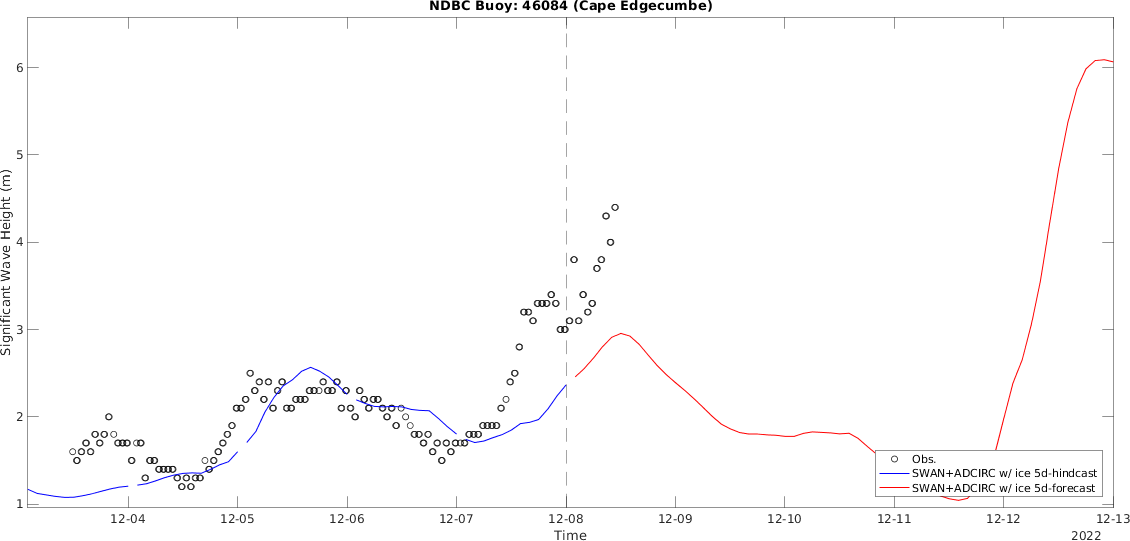 NDBC Buoy: 46084 (Cape Edgecumbe)
6
5
4
3
2
1
Significant Wave Height (m)
Obs.
SWAN+ADCIRC w/ ice 5d-hindcast
SWAN+ADCIRC w/ ice 5d-forecast
12-04 12-05 12-06 12-07 12-08 12-09 12-10 12-11 12-12 12-13
Time
2022